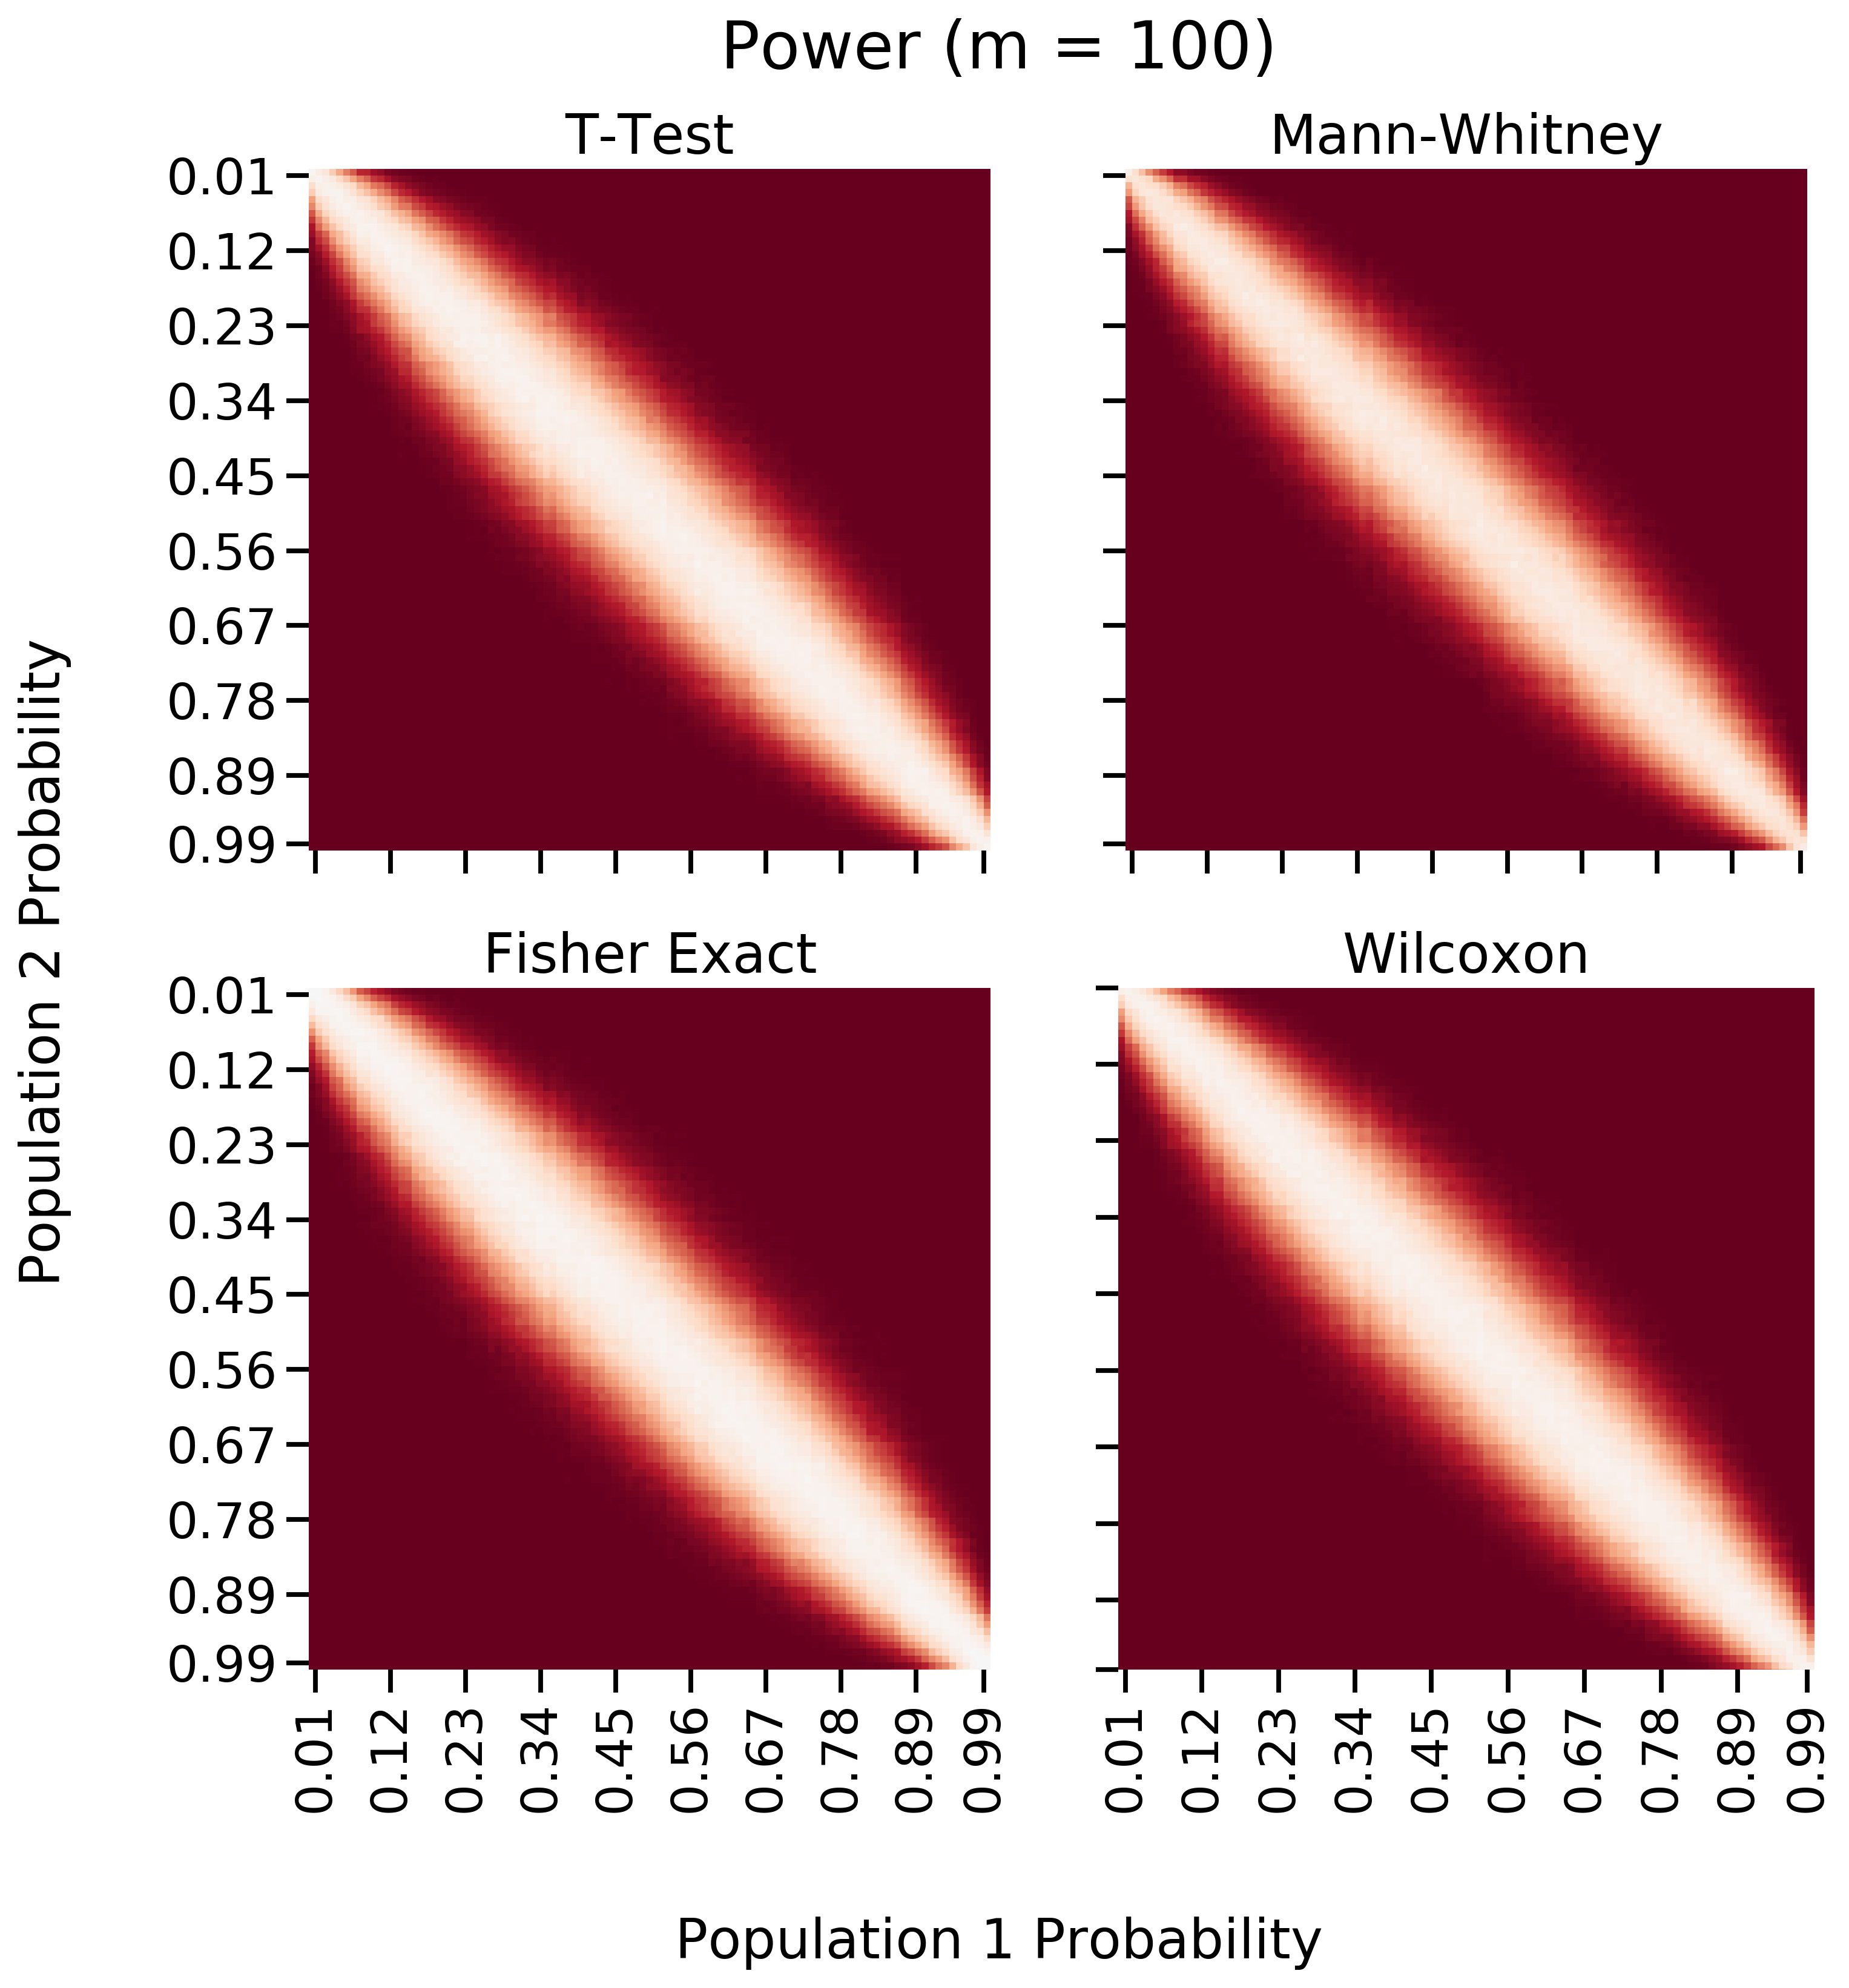 Power (m = 100)
T-Test
Mann-Whitney
0.01
0.12
0.23
0.34
0.45
0.56
0.67
0.78
0.89
0.99
Population 2 Probability
Fisher Exact
Wilcoxon
0.01
0.12
0.23
0.34
0.45
0.56
0.67
0.78
0.89
0.99
0.01 0.12 0.23 0.34 0.45 0.56 0.67 0.78 0.89 0.99
0.01 0.12 0.23 0.34 0.45 0.56 0.67 0.78 0.89 0.99
Population 1 Probability